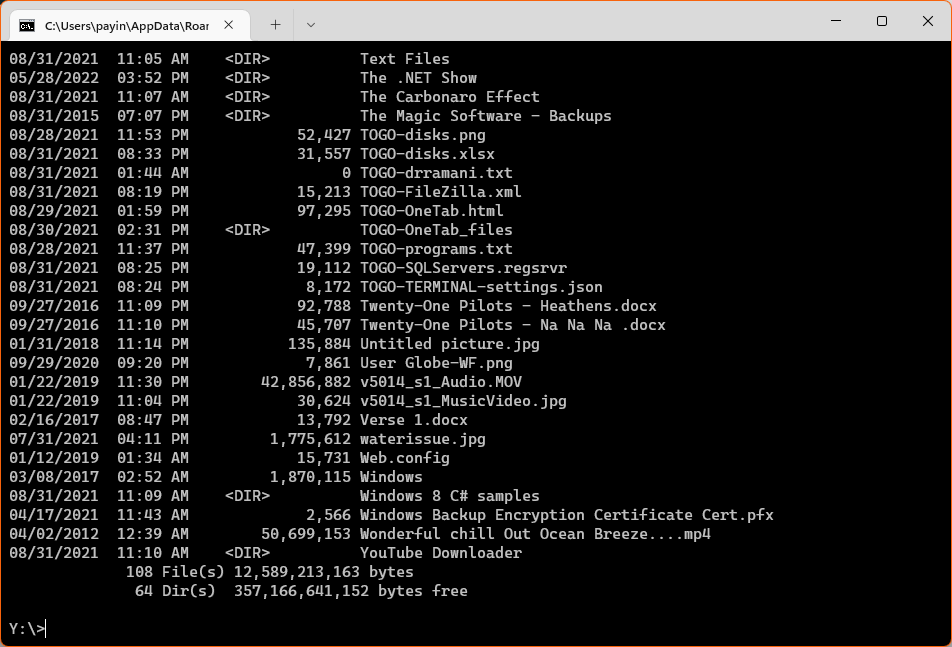 C:\Users\payin\AppData\Roar
08/31/2021  11:05 AM    <DIR>          Text Files
05/28/2022  03:52 PM    <DIR>          The .NET Show
08/31/2021  11:07 AM    <DIR>          The Carbonaro Effect
08/31/2015  07:07 PM    <DIR>          The Magic Software - Backups
08/28/2021  11:53 PM            52,427 TOGO-disks.png
08/31/2021  08:33 PM            31,557 TOGO-disks.xlsx
08/31/2021  01:44 AM                 0 TOGO-drramani.txt
08/31/2021  08:19 PM            15,213 TOGO-FileZilla.xml
08/29/2021  01:59 PM            97,295 TOGO-OneTab.html
08/30/2021  02:31 PM    <DIR>          TOGO-OneTab_files
08/28/2021  11:37 PM            47,399 TOGO-programs.txt
08/31/2021  08:25 PM            19,112 TOGO-SQLServers.regsrvr
08/31/2021  08:24 PM             8,172 TOGO-TERMINAL-settings.json
09/27/2016  11:09 PM            92,788 Twenty-One Pilots - Heathens.docx
09/27/2016  11:10 PM            45,707 Twenty-One Pilots - Na Na Na .docx
01/31/2018  11:14 PM           135,884 Untitled picture.jpg
09/29/2020  09:20 PM             7,861 User Globe-WF.png
01/22/2019  11:30 PM        42,856,882 v5014_s1_Audio.MOV
01/22/2019  11:04 PM            30,624 v5014_s1_MusicVideo.jpg
02/16/2017  08:47 PM            13,792 Verse 1.docx
07/31/2021  04:11 PM         1,775,612 waterissue.jpg
01/12/2019  01:34 AM            15,731 Web.config
03/08/2017  02:52 AM         1,870,115 Windows
08/31/2021  11:09 AM    <DIR>          Windows 8 C# samples
04/17/2021  11:43 AM             2,566 Windows Backup Encryption Certificate Cert.pfx
04/02/2012  12:39 AM        50,699,153 Wonderful chill Out Ocean Breeze....mp4
08/31/2021  11:10 AM    <DIR>          YouTube Downloader
             108 File(s) 12,589,213,163 bytes
              64 Dir(s)  357,166,641,152 bytes free
Y:\>